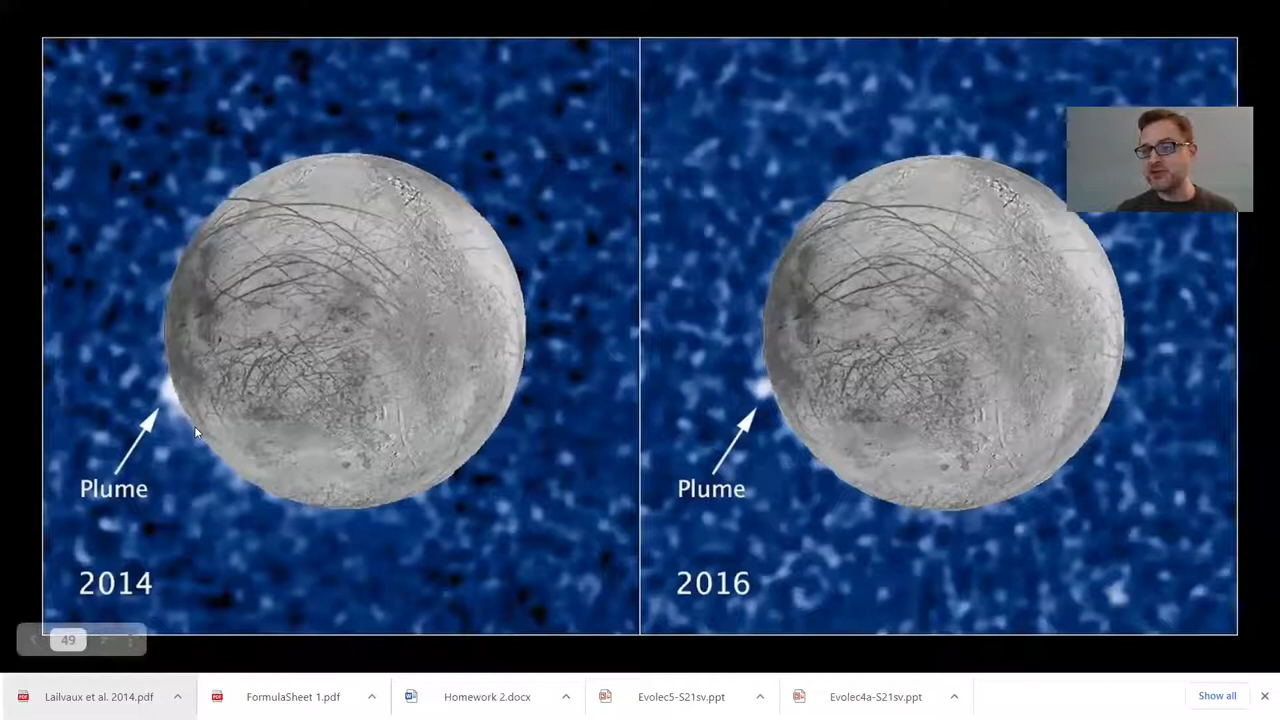 Plume
Plume
2014
2016
49
Lailvaux et al. 2014.pdf
FormulaSheet 1.pdf
Homework 2.docx
Evolec5-S21sv.ppt
Evolec4a-S21sv.ppt
Show all